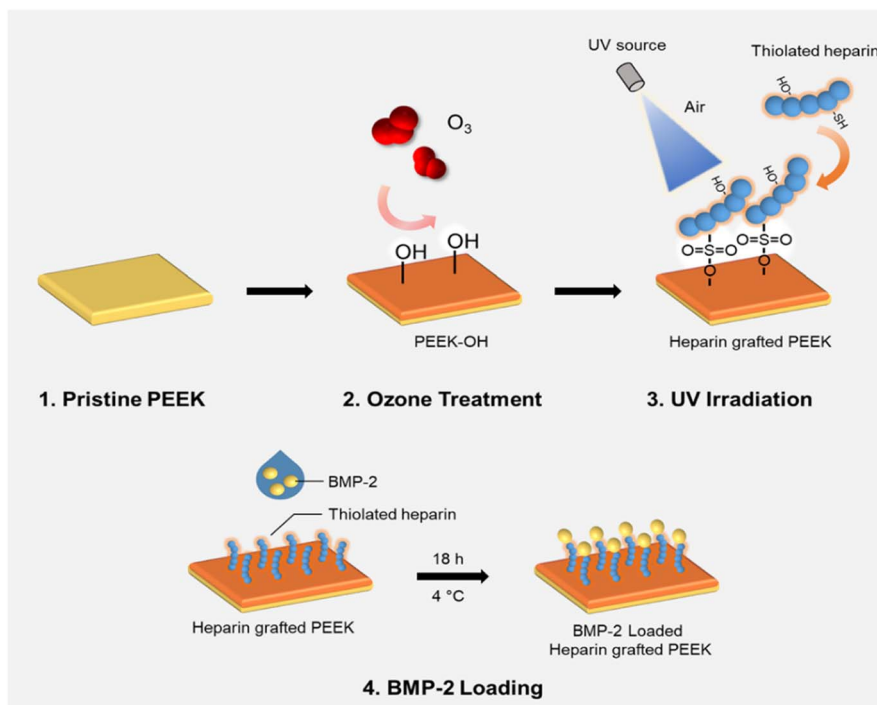 UV source
Thiolated heparin
Air
HO-
-SH
O₃
HO-
HO-
OH
OH
O=S=O
O=S=O
O
O
PEEK-OH
Heparin grafted PEEK
1. Pristine PEEK
2. Ozone Treatment
3. UV Irradiation
BMP-2
Thiolated heparin
18 h
4 °C
Heparin grafted PEEK
BMP-2 Loaded
Heparin grafted PEEK
4. BMP-2 Loading